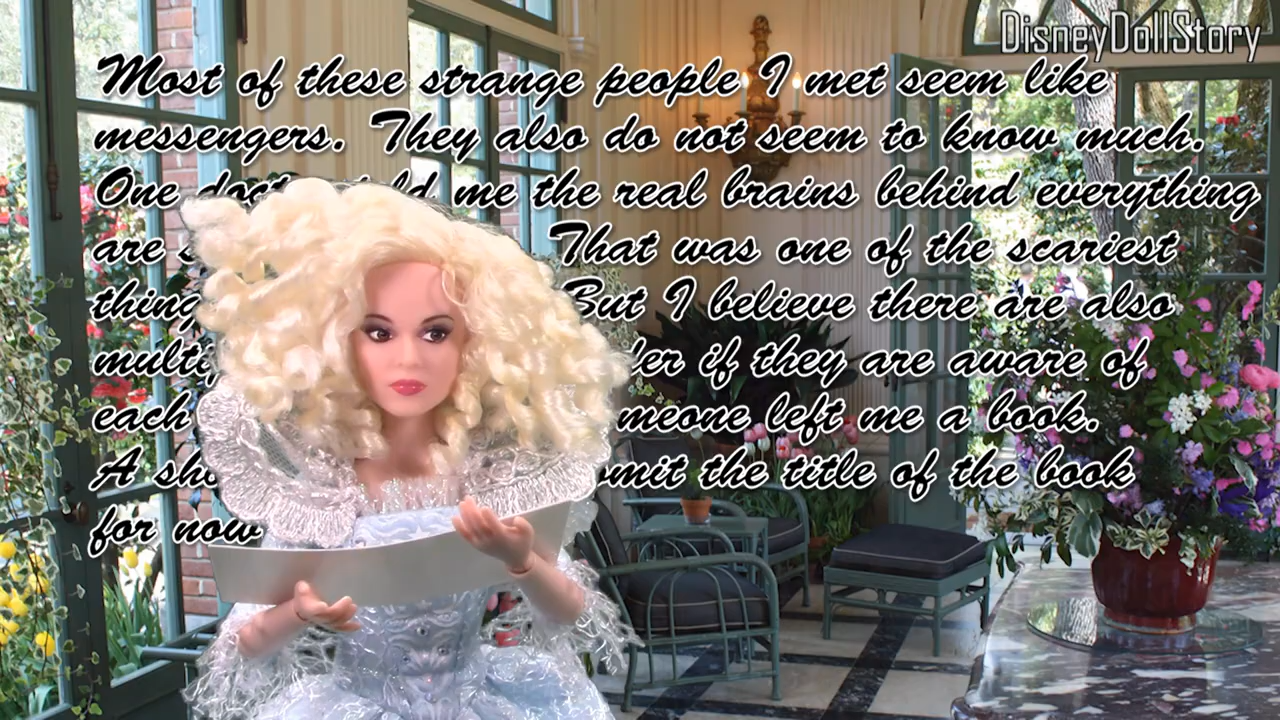 DisneyDollStory
Most of these strange people I met seem like
messengers. They also do not seem to know much.
One me the real brains behind everything
are That was one of the scariest
But I believe there are also
if they are aware of
each left me a book.
A the title of the book
for now